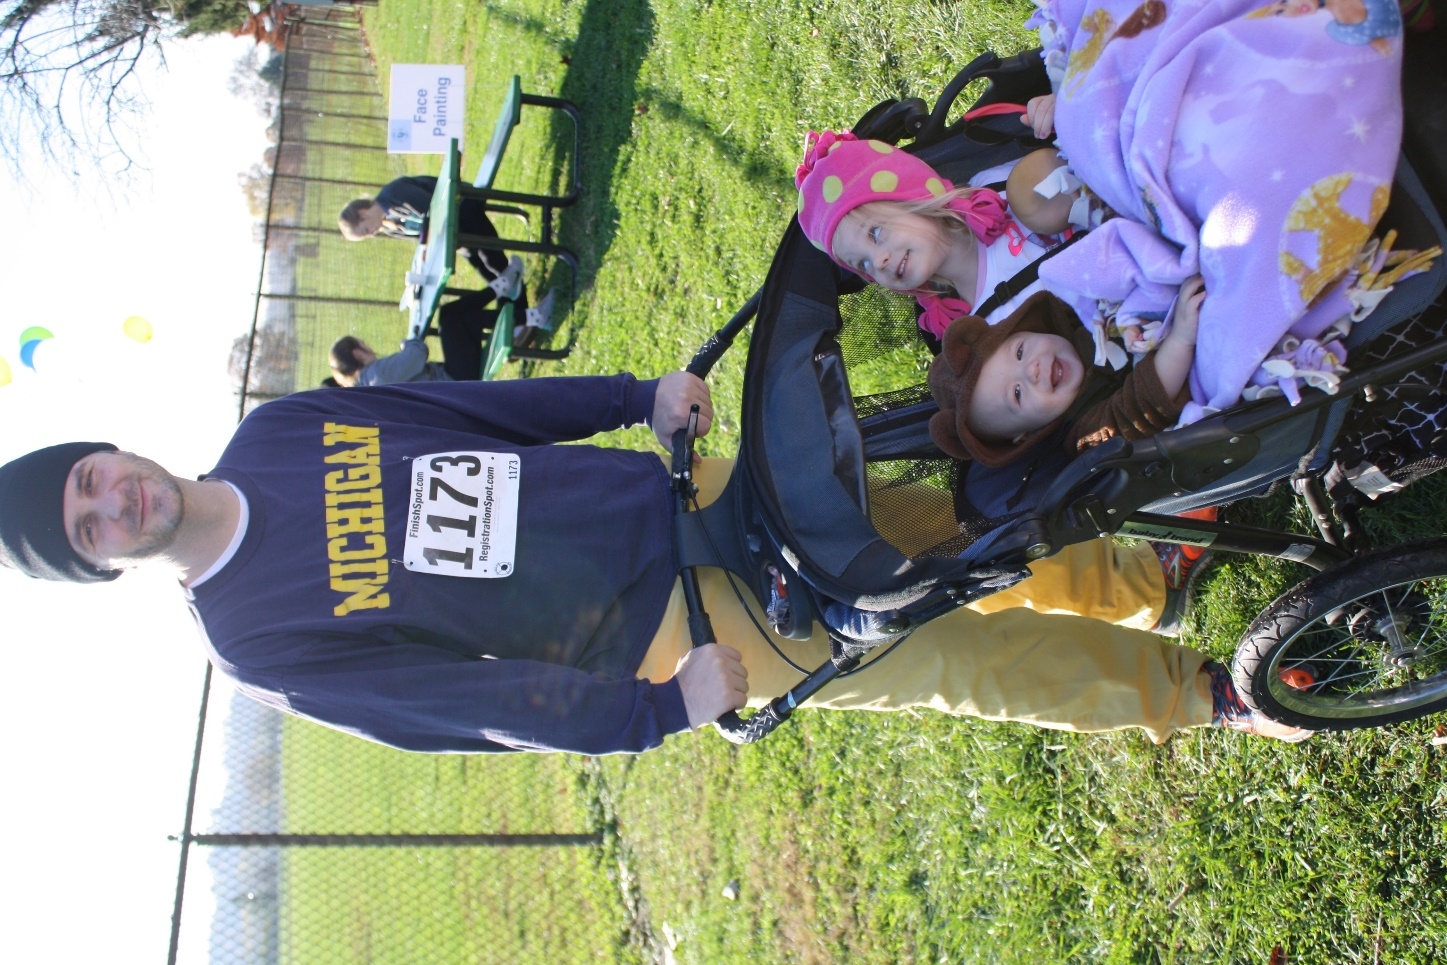 Face
Painting
MICHIGAN
FinishSpot.com
1173
RegistrationSpot.com
1173